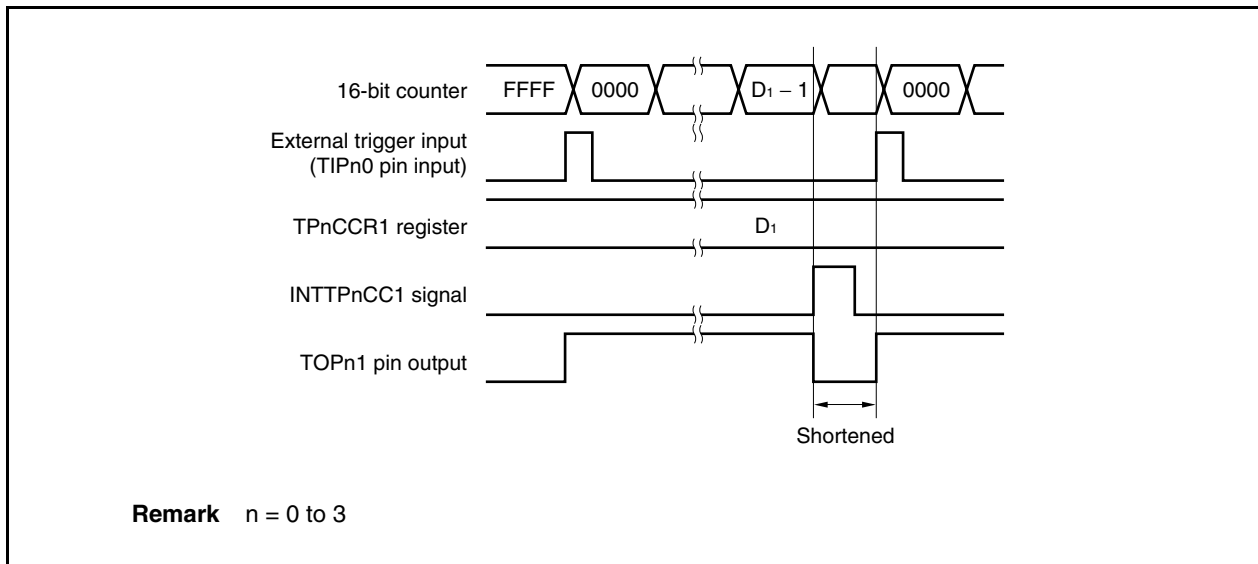 16-bit counter FFFF 0000 D₁ − 1 0000
External trigger input
(TIPn0 pin input)
TPnCCR1 register D₁
INTTPnCC1 signal
TOPn1 pin output
Shortened
Remark n = 0 to 3